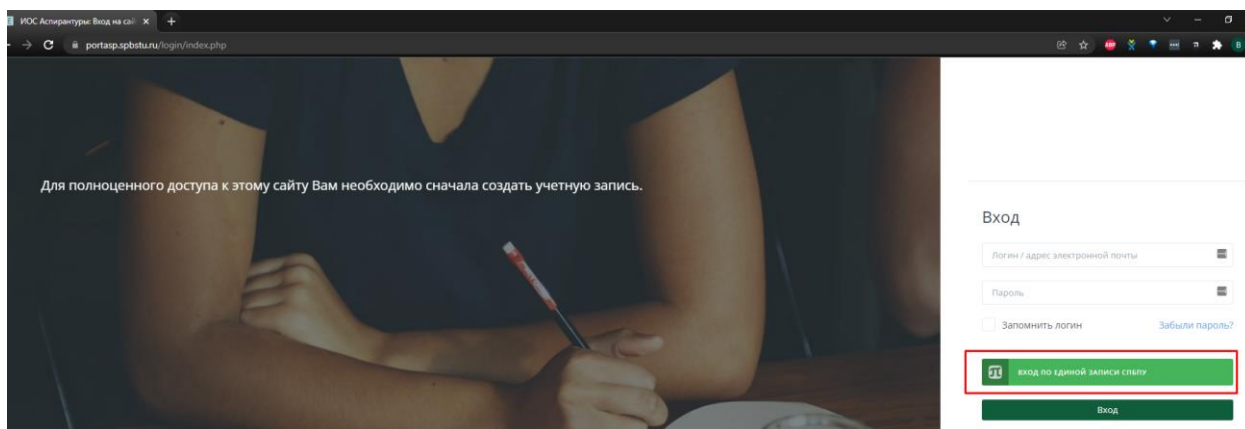 ИОС Аспирантуры: Вход на сай
portasp.spbstu.ru/login/index.php
ABP
B
Для полноценного доступа к этому сайту Вам необходимо сначала создать учетную запись.
Вход
Логин / адрес электронной почты
Пароль
Запомнить логин
Забыли пароль?
ВХОД ПО ЕДИНОЙ ЗАПИСИ СПБПУ
Вход